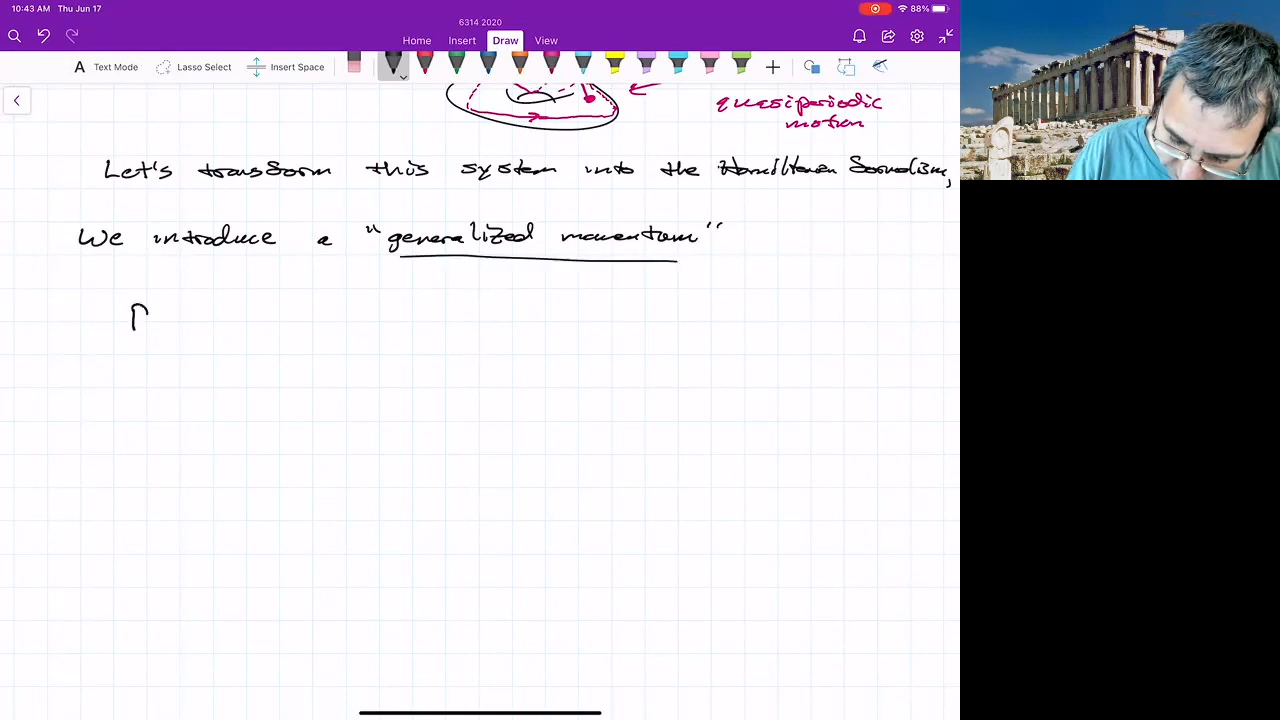 10:43 AM Thu Jun 17
88%
6314 2020
Home Insert Draw View
Text Mode Lasso Select Insert Space
quasiperiodic
motion
Let's transform this system into the Hamiltonian formalism,
We introduce a "generalized momentum"